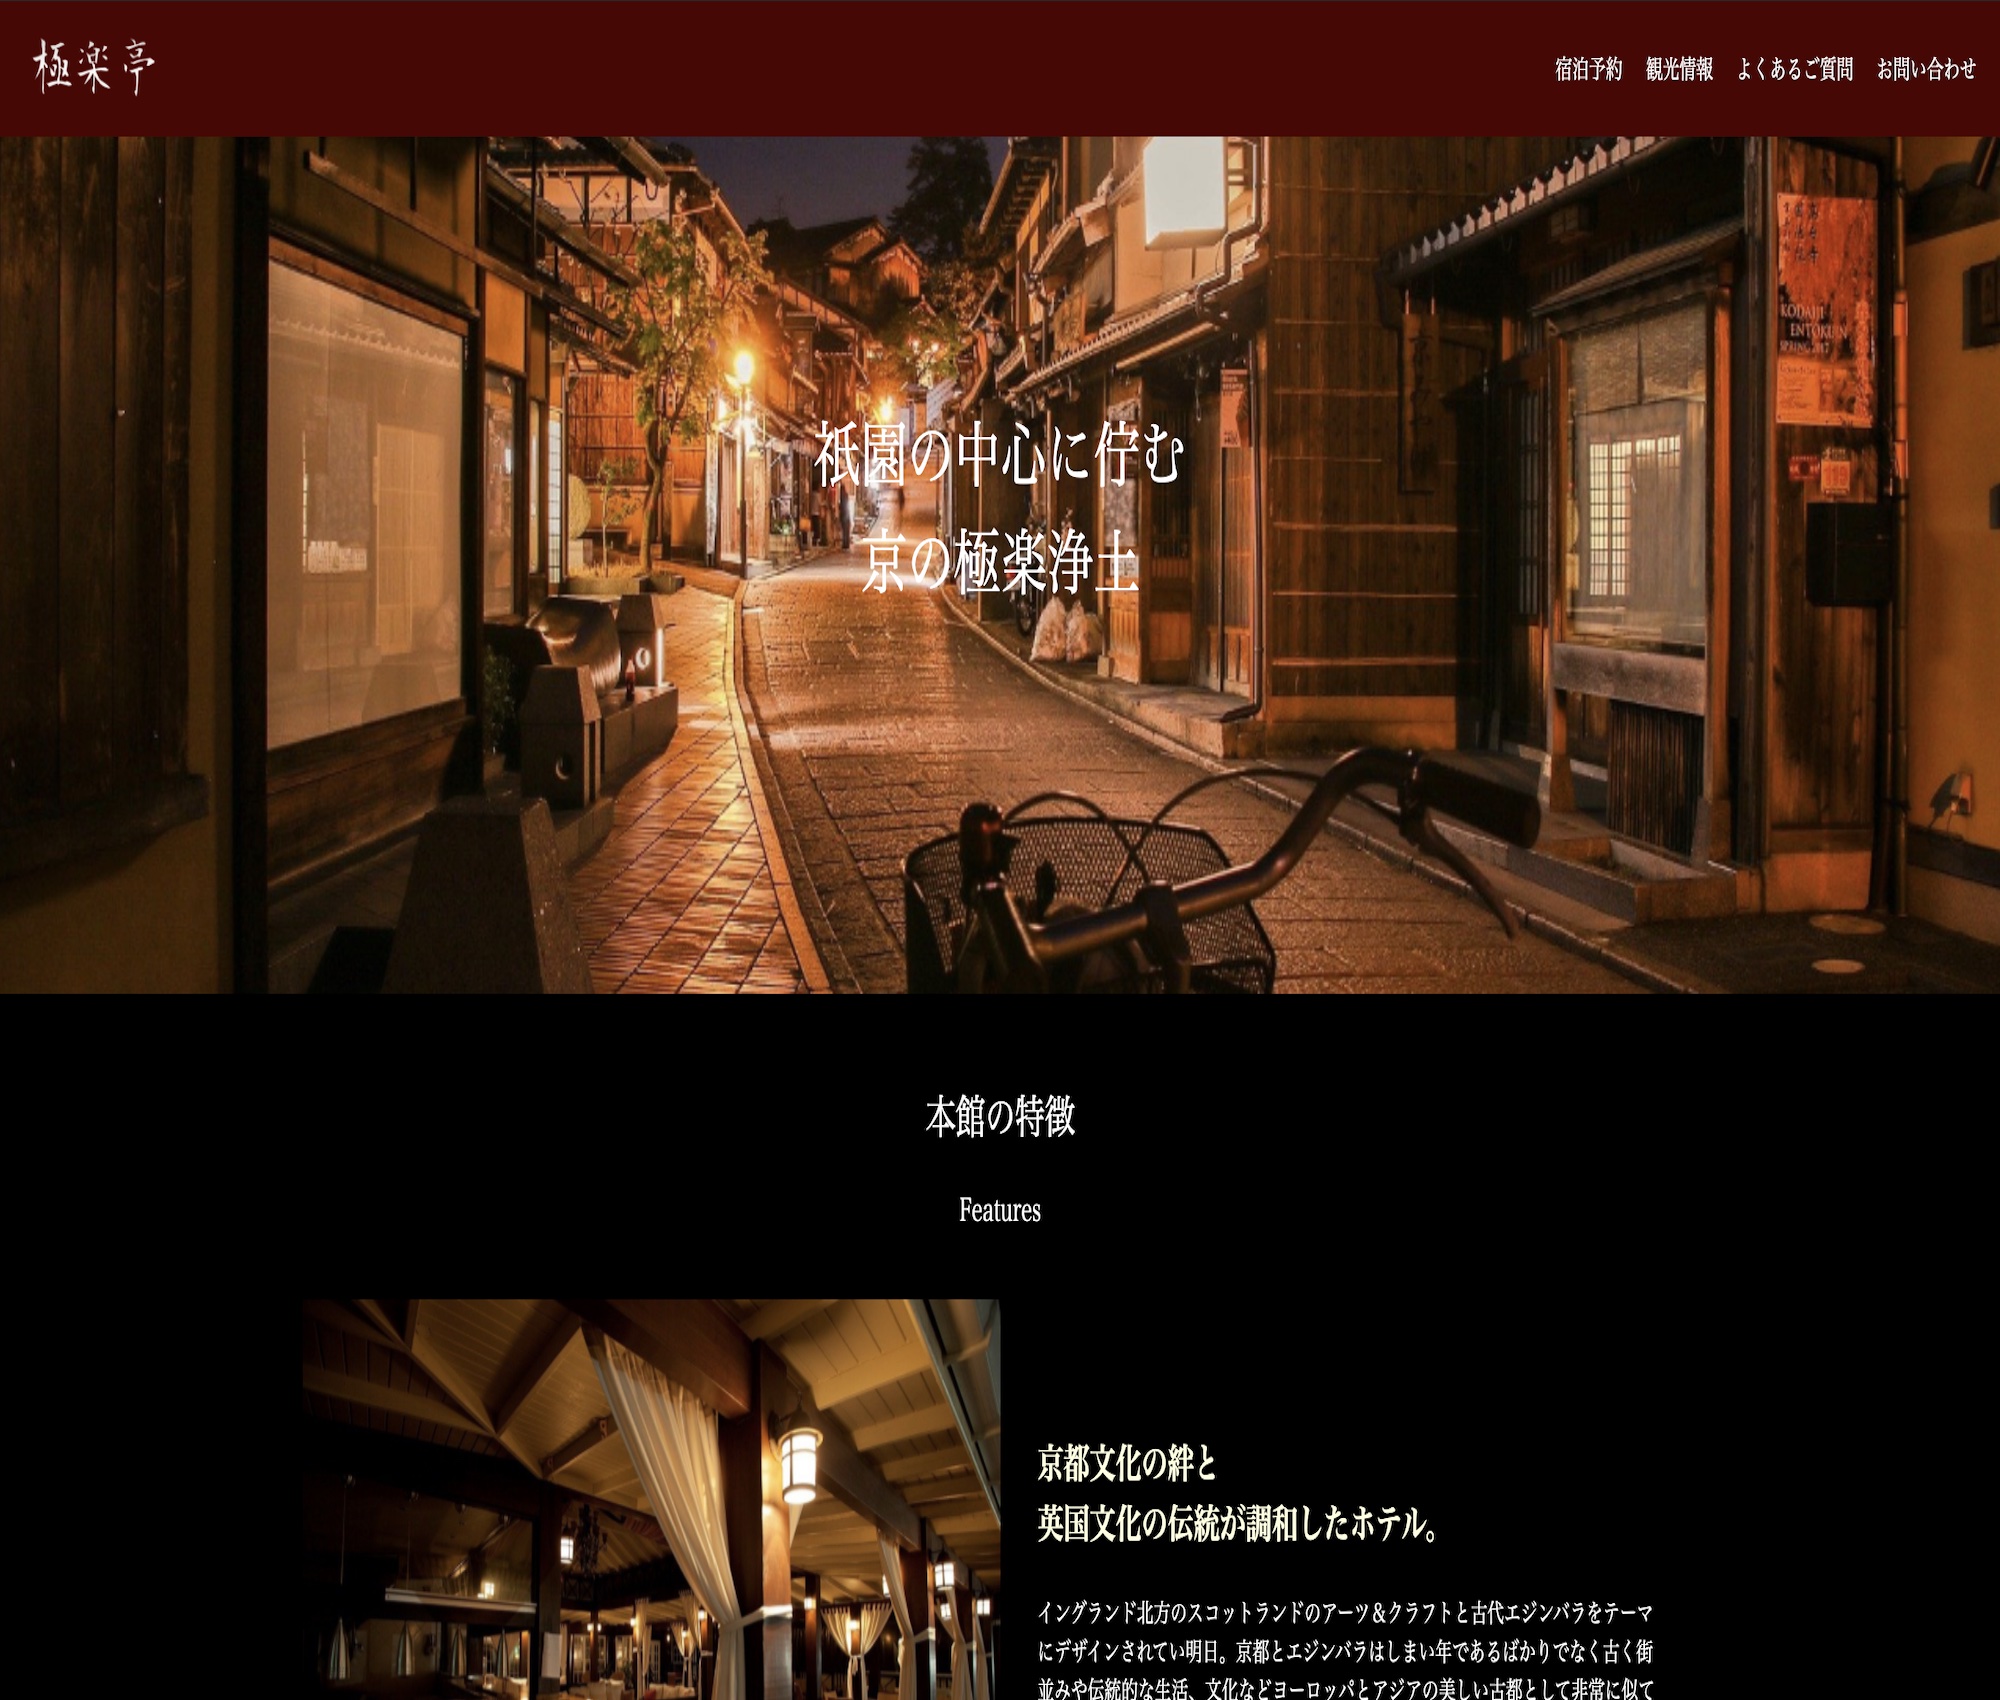 極楽亭
宿泊予約 観光情報 よくあるご質問 お問い合わせ
KODAIJI
ENTOKUIN
SPRING 2017
祇園の中心に佇む
京の極楽浄土
本館の特徴
Features
京都文化の絆と
英国文化の伝統が調和したホテル。
イングランド北方のスコットランドのアーツ&クラフトと古代エジンバラをテーマ
にデザインされてい明日。京都とエジンバラはしまい年であるばかりでなく古く街
並みや伝統的な生活、文化などヨーロッパとアジアの美しい古都として非常に似て